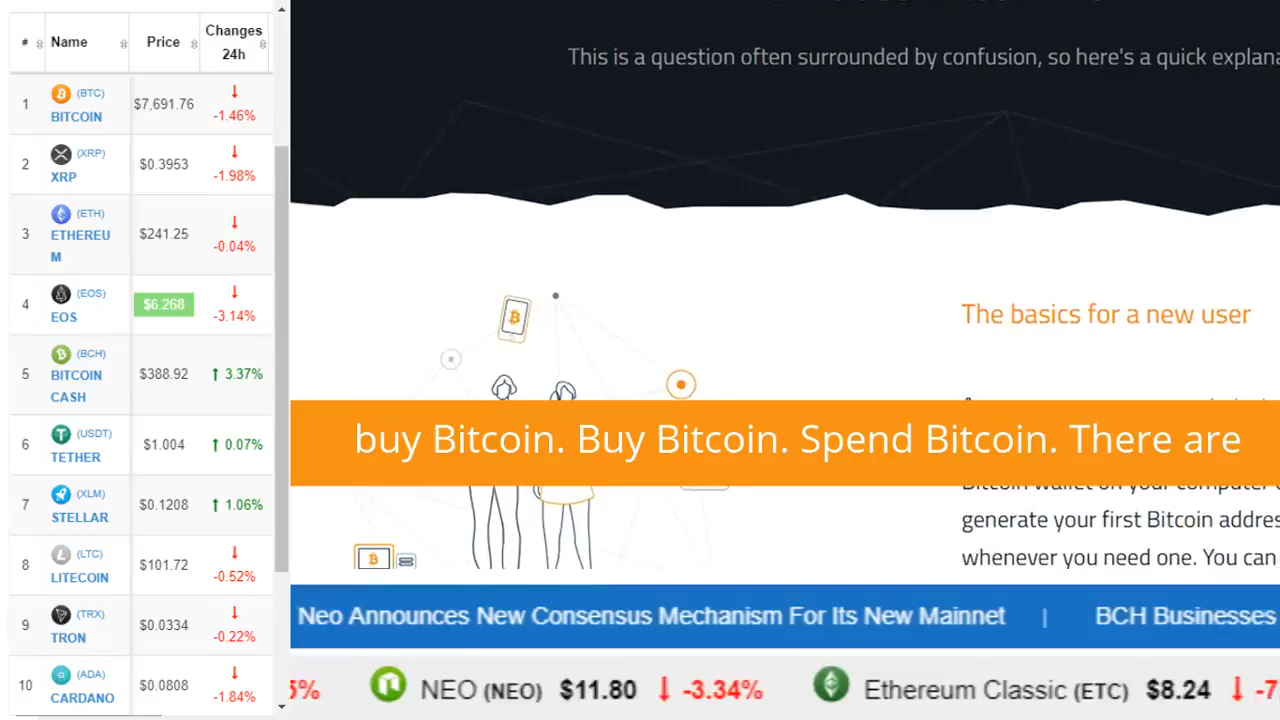 # Name Price Changes 24h
1 (BTC) BITCOIN $7,691.76 ↓ -1.46%
2 (XRP) XRP $0.3953 ↓ -1.98%
3 (ETH) ETHEREU M $241.25 ↓ -0.04%
4 (EOS) EOS $6.268 ↓ -3.14%
5 (BCH) BITCOIN CASH $388.92 ↑ 3.37%
6 (USDT) TETHER $1.004 ↑ 0.07%
7 (XLM) STELLAR $0.1208 ↑ 1.06%
8 (LTC) LITECOIN $101.72 ↓ -0.52%
9 (TRX) TRON $0.0334 ↓ -0.22%
10 (ADA) CARDANO $0.0808 ↓ -1.84%
This is a question often surrounded by confusion, so here's a quick explana
The basics for a new user
buy Bitcoin. Buy Bitcoin. Spend Bitcoin. There are
Bitcoin wallet on your computer
generate your first Bitcoin addres
whenever you need one. You can
Neo Announces New Consensus Mechanism For Its New Mainnet | BCH Businesses
5% NEO (NEO) $11.80 ↓ -3.34% Ethereum Classic (ETC) $8.24 ↓ -7